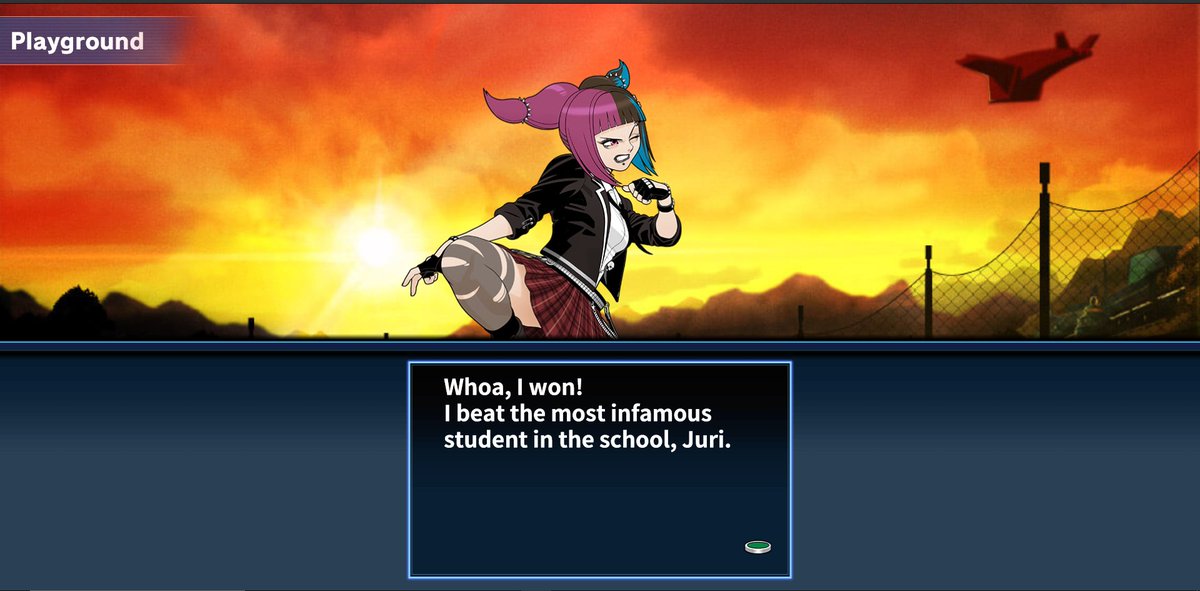 Playground
Whoa, I won!
I beat the most infamous
student in the school, Juri.